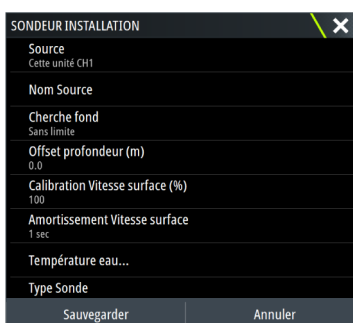 SONDEUR INSTALLATION
Source
Cette unité CH1
Nom Source
Cherche fond
Sans limite
Offset profondeur (m)
0.0
Calibration Vitesse surface (%)
100
Amortissement Vitesse surface
1 sec
Température eau...
Type Sonde
Sauvegarder
Annuler